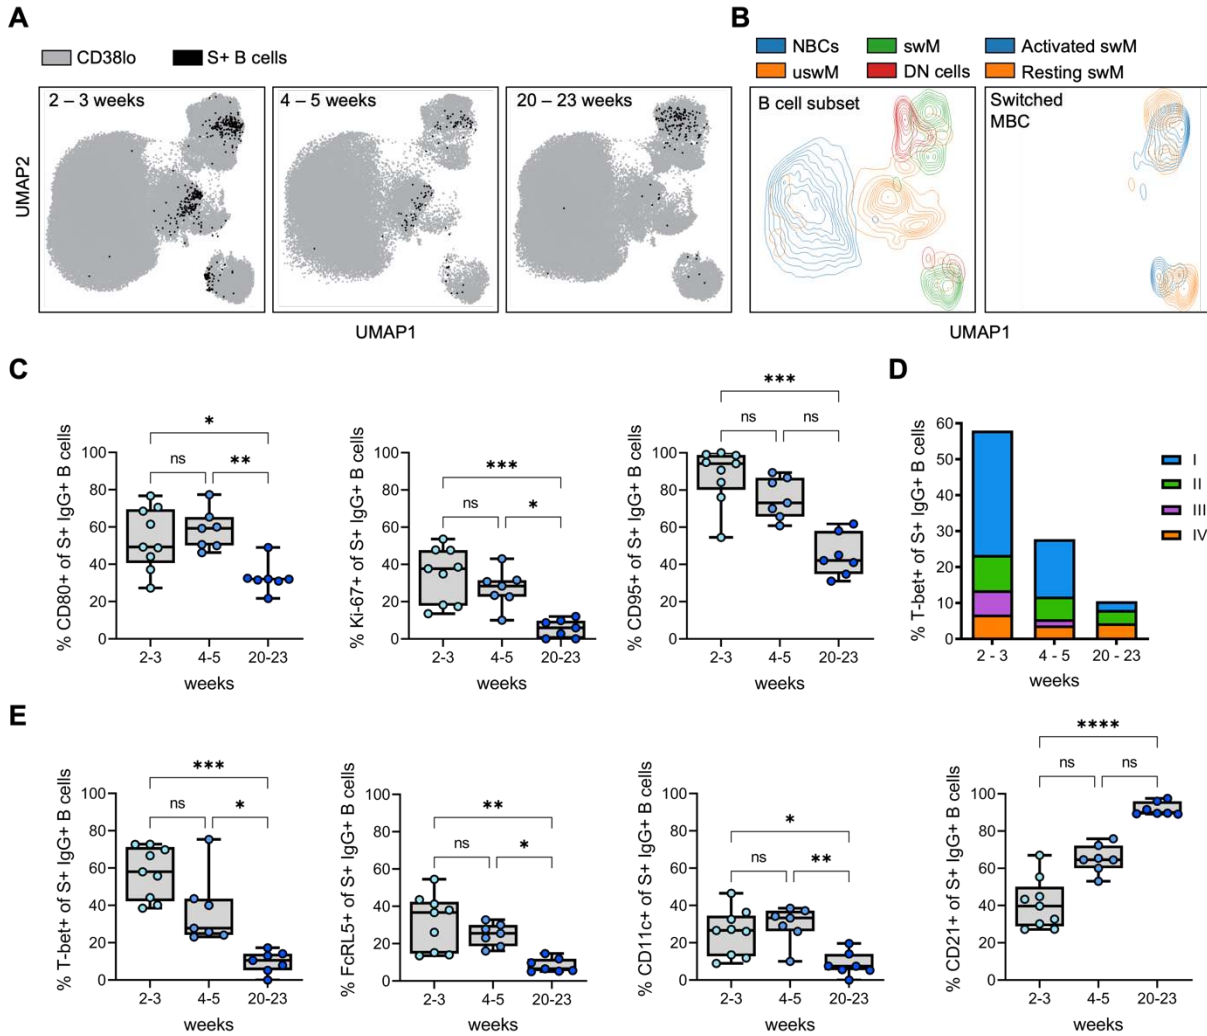 A
CD38lo
S+ B cells
2 – 3 weeks
4 – 5 weeks
20 – 23 weeks
UMAP2
UMAP1
B
NBCs
swM
Activated swM
uswM
DN cells
Resting swM
B cell subset
Switched
MBC
UMAP1
C
% CD80+ of S+ IgG+ B cells
100
80
60
40
20
0
*
ns
**
2-3
4-5
20-23
weeks
% Ki-67+ of S+ IgG+ B cells
100
80
60
40
20
0
***
ns
*
2-3
4-5
20-23
weeks
% CD95+ of S+ IgG+ B cells
100
80
60
40
20
0
***
ns
ns
2-3
4-5
20-23
weeks
D
% T-bet+ of S+ IgG+ B cells
60
50
40
30
20
10
0
2 - 3
4 - 5
20 - 23
weeks
I
II
III
IV
E
% T-bet+ of S+ IgG+ B cells
100
80
60
40
20
0
***
ns
*
2-3
4-5
20-23
weeks
% FcRL5+ of S+ IgG+ B cells
100
80
60
40
20
0
**
ns
*
2-3
4-5
20-23
weeks
% CD11c+ of S+ IgG+ B cells
100
80
60
40
20
0
*
ns
**
2-3
4-5
20-23
weeks
% CD21+ of S+ IgG+ B cells
100
80
60
40
20
0
****
ns
ns
2-3
4-5
20-23
weeks